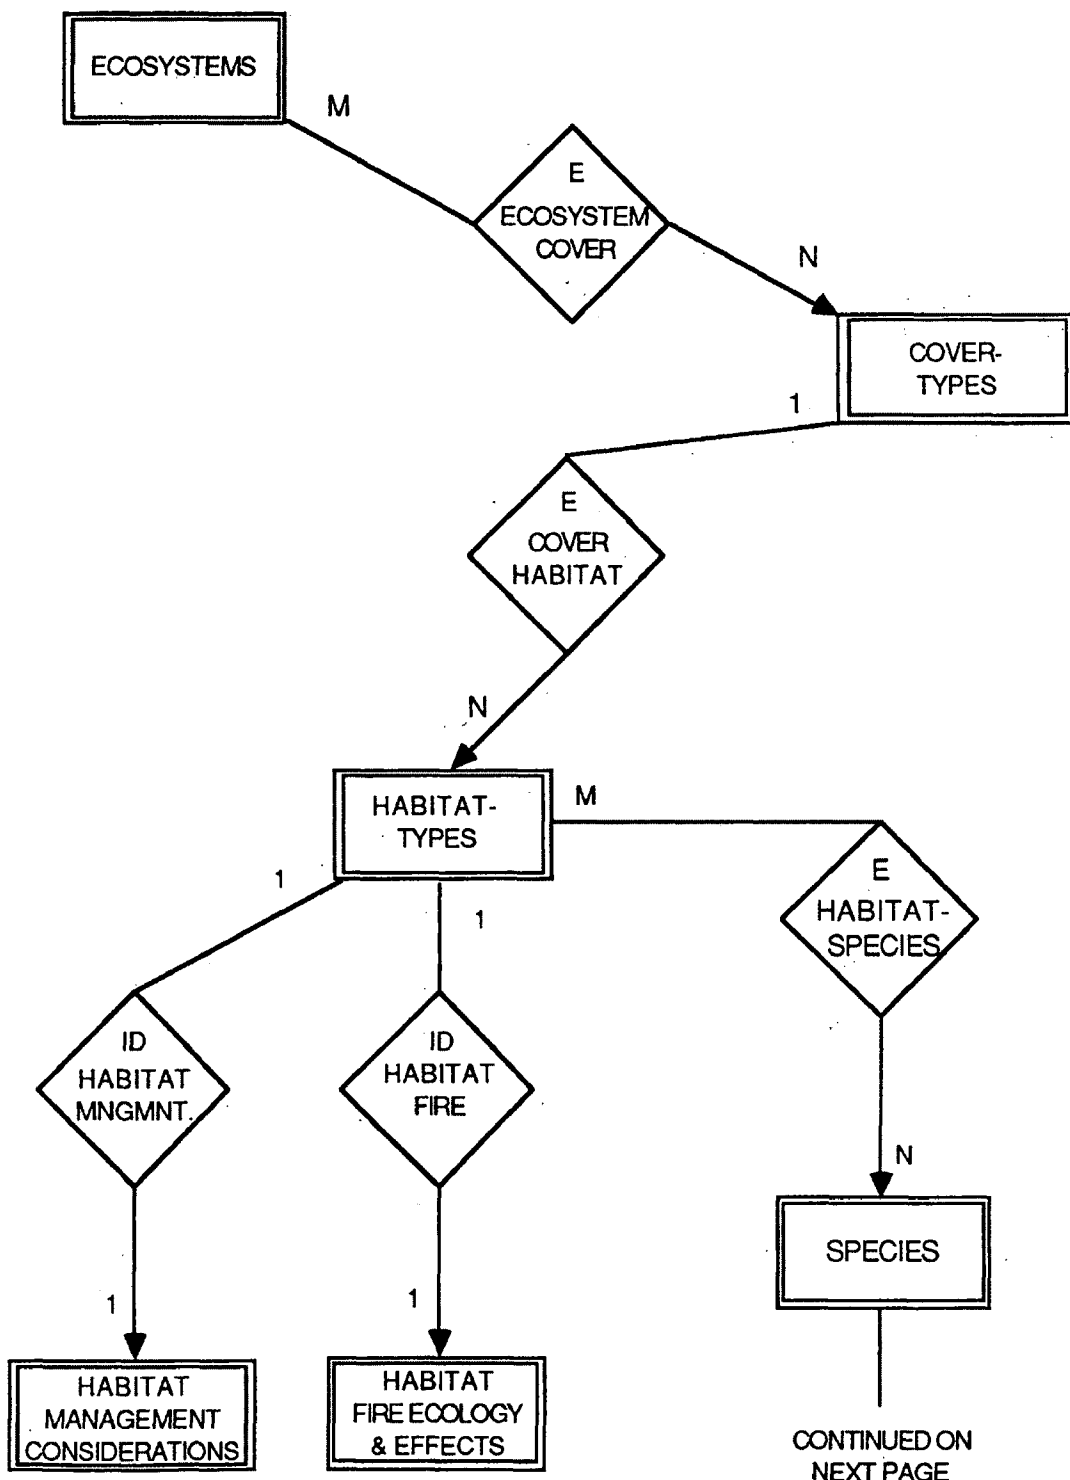 ECOSYSTEMS
M
E
ECOSYSTEM
COVER
N
COVER-
TYPES
1
E
COVER
HABITAT
N
HABITAT-
TYPES
M
1
1
E
HABITAT-
SPECIES
ID
HABITAT
MNGMNT.
ID
HABITAT
FIRE
N
SPECIES
1
1
HABITAT
MANAGEMENT
CONSIDERATIONS
HABITAT
FIRE ECOLOGY
& EFFECTS
CONTINUED ON
NEXT PAGE